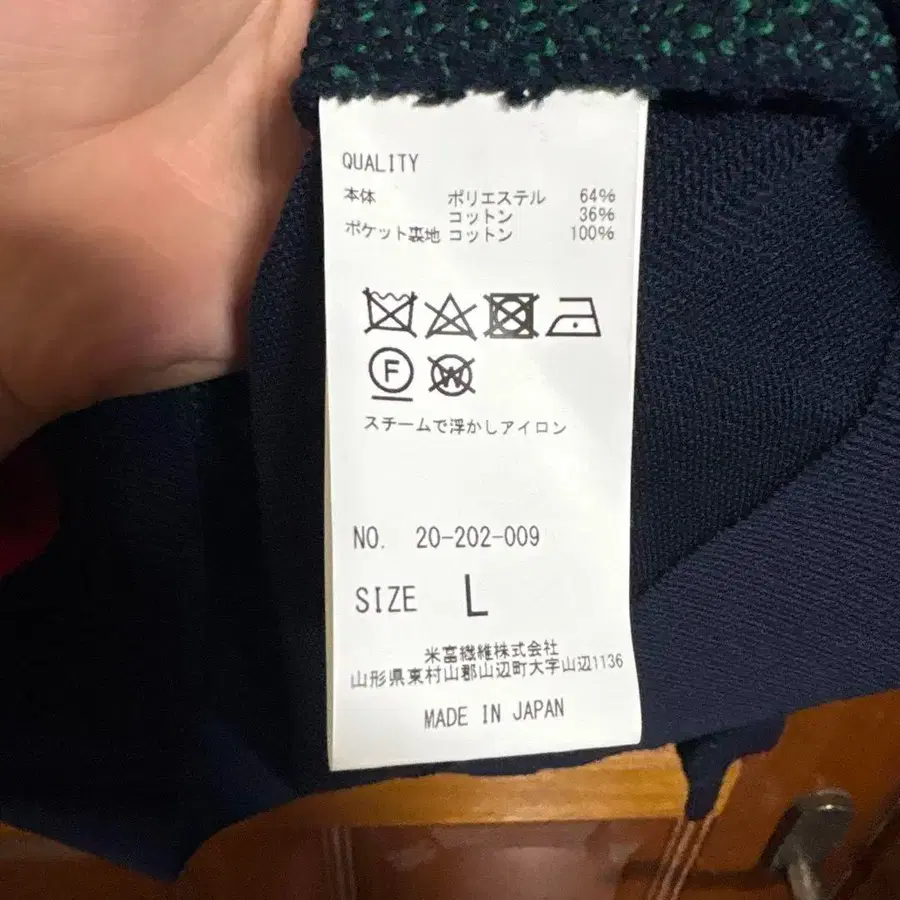 QUALITY
本体 ポリエステル 64%
コットン 36%
ポケット裏地 コットン 100%
F
W
スチームで浮かしアイロン
NO. 20-202-009
SIZE L
米富繊維株式会社
山形県東村山郡山辺町大字山辺1136
MADE IN JAPAN